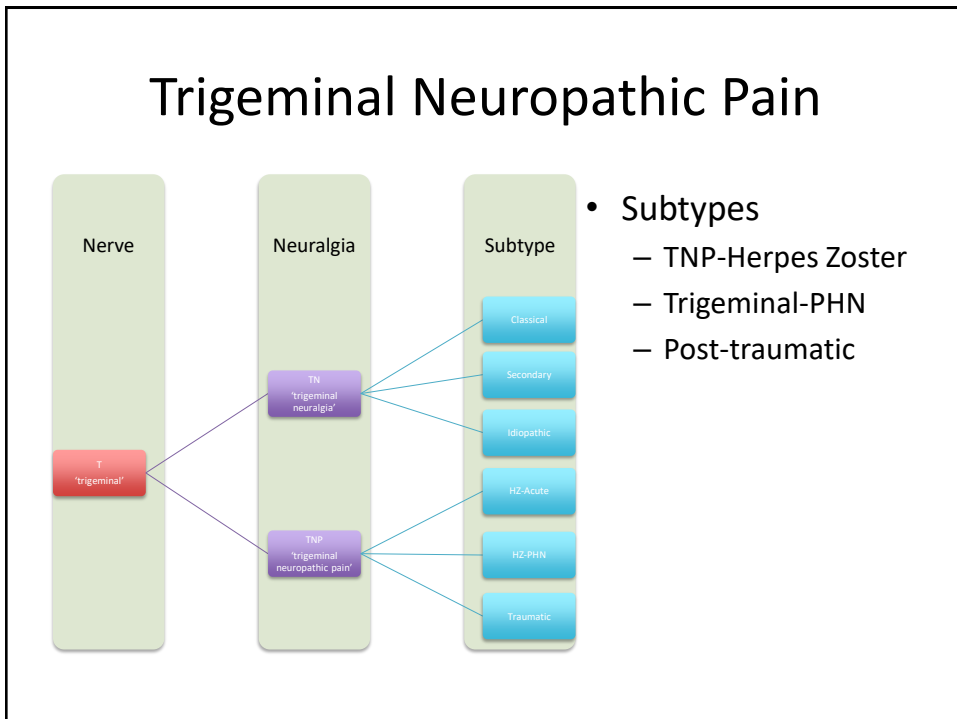 Trigeminal Neuropathic Pain
Nerve
Neuralgia
Subtype
T
'trigeminal'
TN
'trigeminal
neuralgia'
TNP
'trigeminal
neuropathic pain'
Classical
Secondary
Idiopathic
HZ-Acute
HZ-PHN
Traumatic
• Subtypes
– TNP-Herpes Zoster
– Trigeminal-PHN
– Post-traumatic